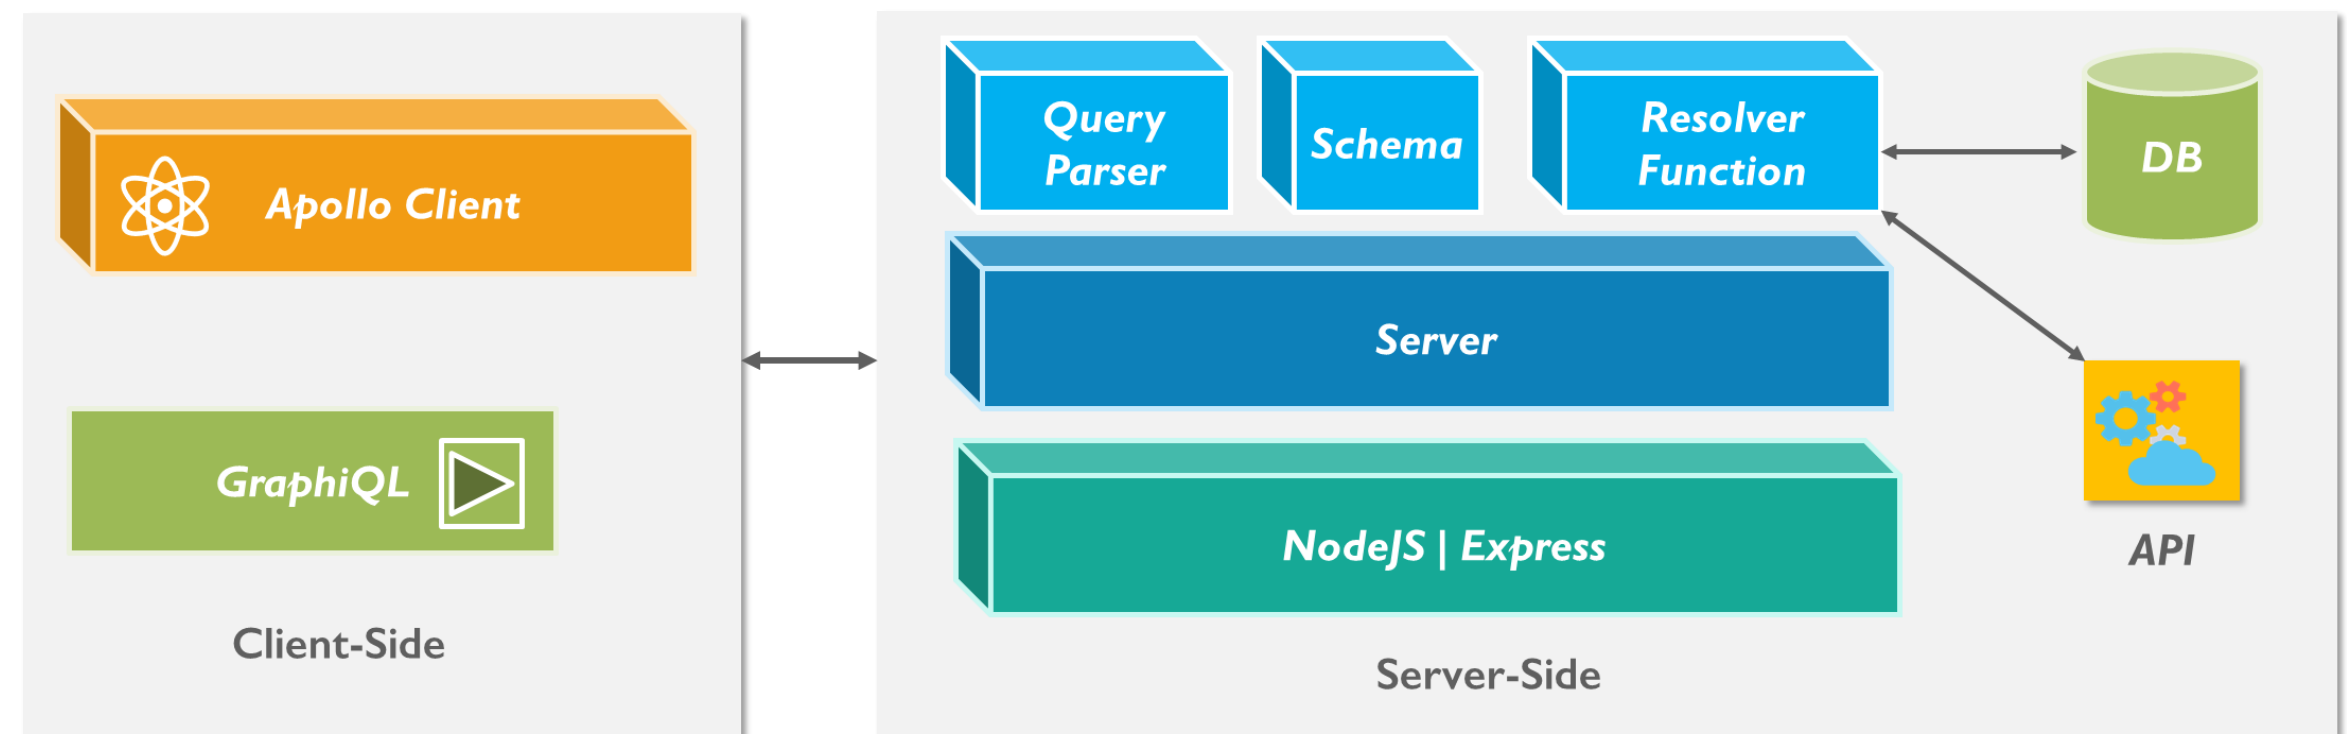 Apollo Client
GraphiQL
Client-Side
Query
Parser
Schema
Resolver
Function
DB
Server
NodeJS | Express
API
Server-Side